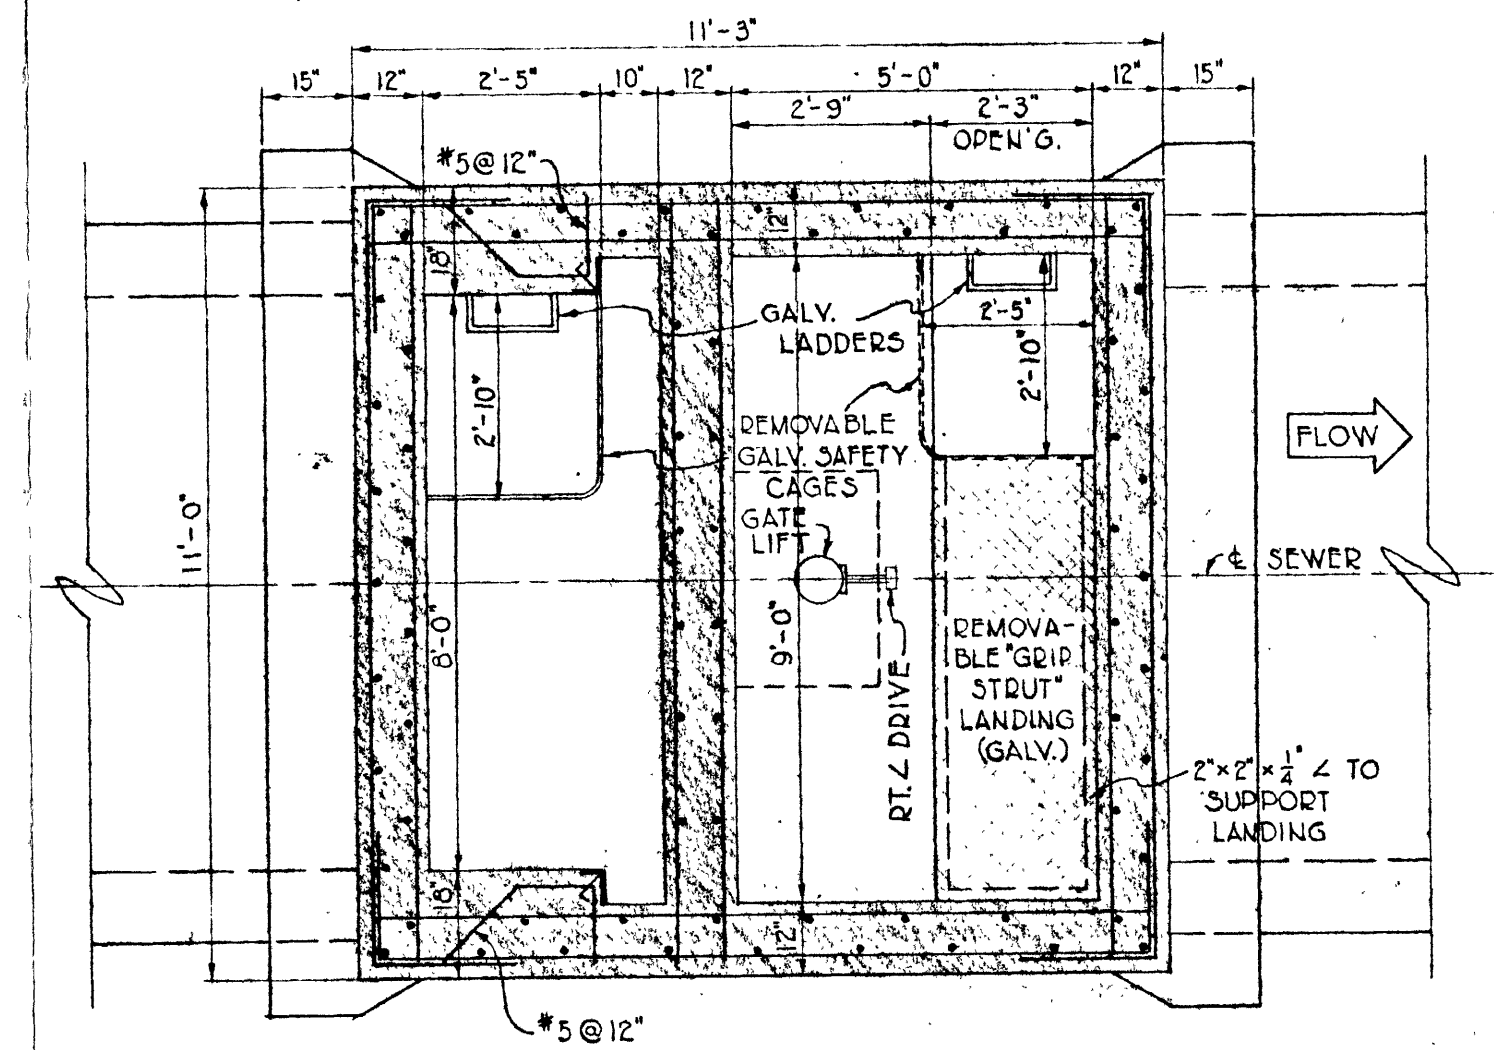 11'-3"
15" 12" 2'-5" 10" 12" 5'-0" 12" 15"
2'-9" 2'-3"
OPEN'G.
#5@12"
12"
18"
GALV.
LADDERS
2'-5"
2'-10"
2'-10"
REMOVABLE
GALV. SAFETY
CAGES
GATE
LIFT
FLOW
11'-0"
℄ SEWER
8'-0"
9'-0"
RT. ∠ DRIVE
REMOVA-
BLE "GRIP
STRUT"
LANDING
(GALV.)
2" x 2" x 1/4" ∠ TO
SUPPORT
LANDING
18"
12"
#5@12"